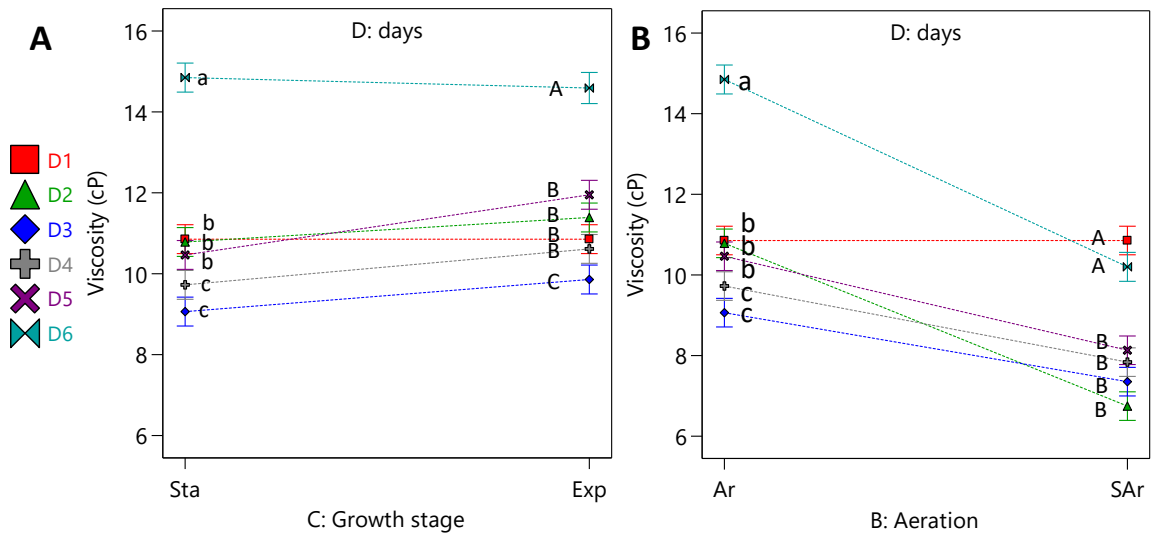 A
D: days
16
14
12
10
8
6
Viscosity (cP)
D1
D2
D3
D4
D5
D6
a
b
b
b
c
c
A
B
B
B
B
C
Sta
Exp
C: Growth stage
B
D: days
16
14
12
10
8
6
Viscosity (cP)
a
b
b
b
c
c
A
A
B
B
B
B
Ar
SAr
B: Aeration